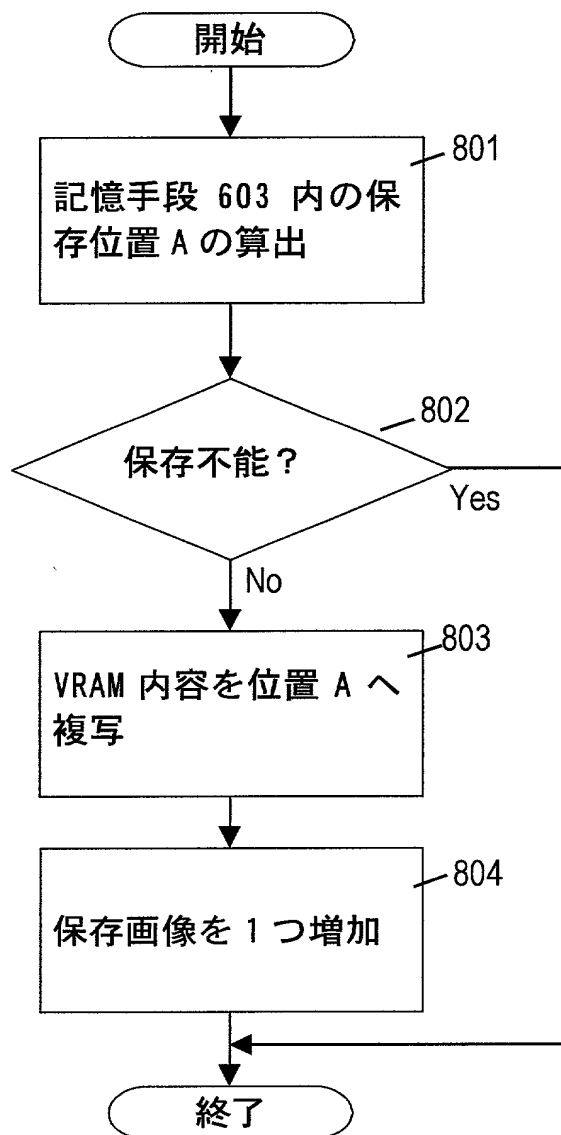 開始
801
記憶手段 603 内の保
存位置 A の算出
802
保存不能？
Yes
No
803
VRAM 内容を位置 A へ
複写
804
保存画像を 1 つ増加
終了